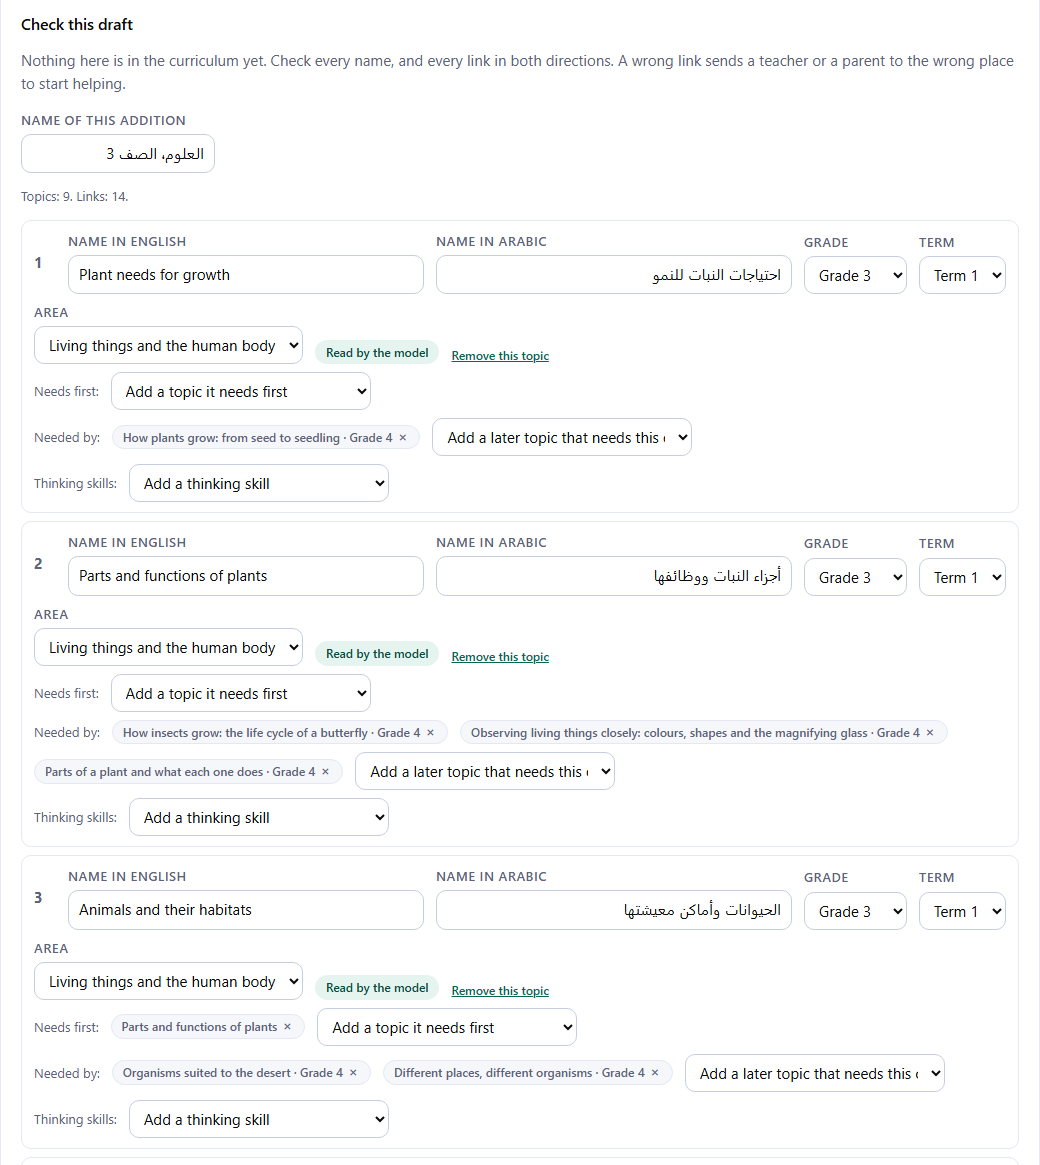 Check this draft
Nothing here is in the curriculum yet. Check every name, and every link in both directions. A wrong link sends a teacher or a parent to the wrong place
to start helping.
NAME OF THIS ADDITION
العلوم، الصف 3
Topics: 9. Links: 14.
1
NAME IN ENGLISH
Plant needs for growth
NAME IN ARABIC
احتياجات النبات للنمو
GRADE
Grade 3
TERM
Term 1
AREA
Living things and the human body
Read by the model
Remove this topic
Needs first: Add a topic it needs first
Needed by: How plants grow: from seed to seedling · Grade 4 × Add a later topic that needs this
Thinking skills: Add a thinking skill
2
NAME IN ENGLISH
Parts and functions of plants
NAME IN ARABIC
أجزاء النبات ووظائفها
GRADE
Grade 3
TERM
Term 1
AREA
Living things and the human body
Read by the model
Remove this topic
Needs first: Add a topic it needs first
Needed by: How insects grow: the life cycle of a butterfly · Grade 4 × Observing living things closely: colours, shapes and the magnifying glass · Grade 4 ×
Parts of a plant and what each one does · Grade 4 × Add a later topic that needs this
Thinking skills: Add a thinking skill
3
NAME IN ENGLISH
Animals and their habitats
NAME IN ARABIC
الحيوانات وأماكن معيشتها
GRADE
Grade 3
TERM
Term 1
AREA
Living things and the human body
Read by the model
Remove this topic
Needs first: Parts and functions of plants × Add a topic it needs first
Needed by: Organisms suited to the desert · Grade 4 × Different places, different organisms · Grade 4 × Add a later topic that needs this
Thinking skills: Add a thinking skill